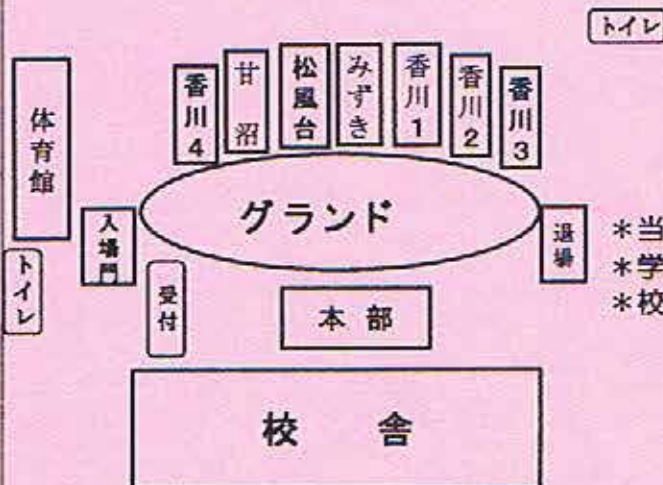 トイレ
体育館
香川4
甘沼
松風台
みずき
香川1
香川2
香川3
グランド
入場門
退場
*当
*学
*校
トイレ
受付
本部
校舎